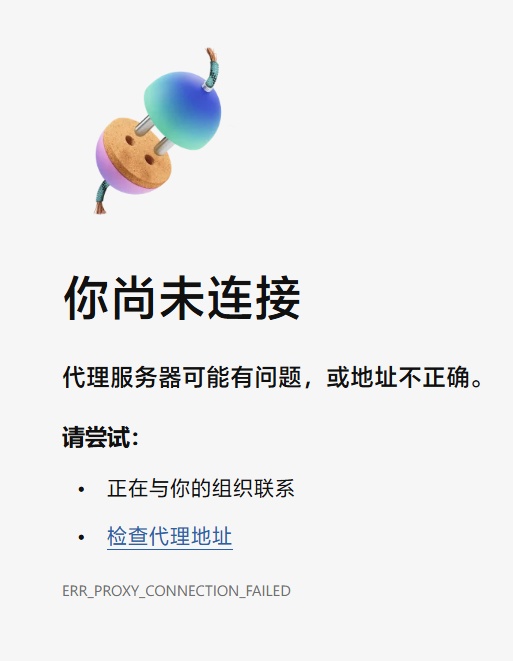 你尚未连接
代理服务器可能有问题，或地址不正确。
请尝试：
• 正在与你的组织联系
• 检查代理地址
ERR_PROXY_CONNECTION_FAILED